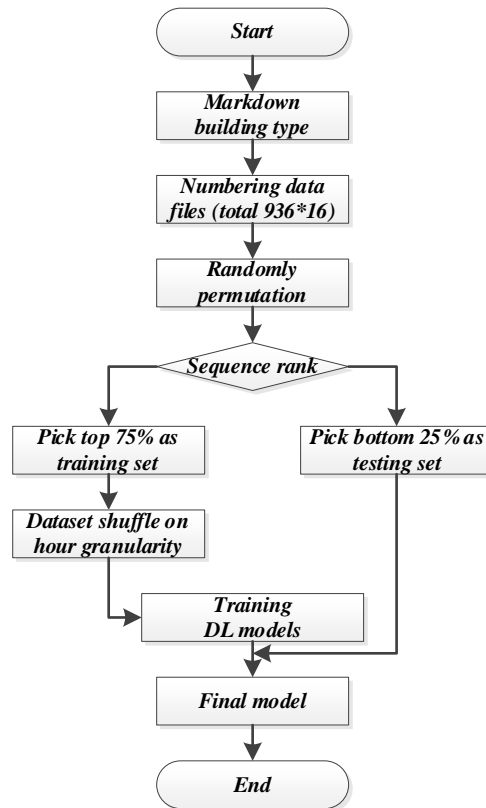 Start
Markdown
building type
Numbering data
files (total 936*16)
Randomly
permutation
Sequence rank
Pick top 75% as
training set
Pick bottom 25% as
testing set
Dataset shuffle on
hour granularity
Training
DL models
Final model
End